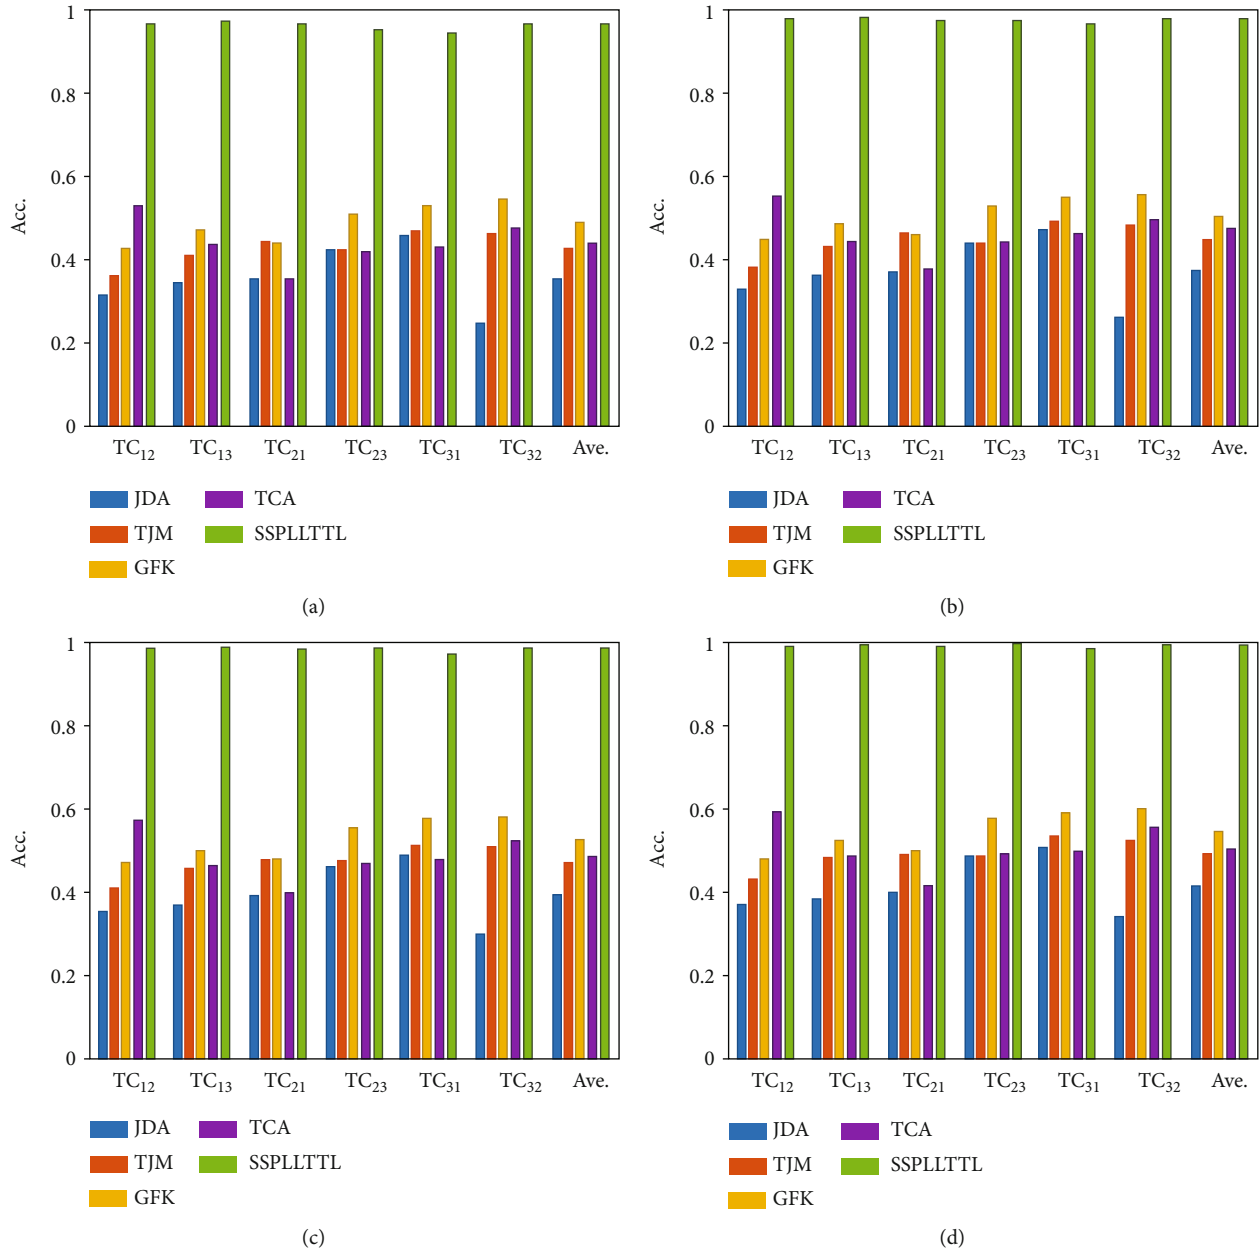 1
0.8
0.6
0.4
0.2
0
Acc.
TC12 TC13 TC21 TC23 TC31 TC32 Ave.
JDA TCA
TJM SSPLLTTL
GFK
(a)
1
0.8
0.6
0.4
0.2
0
Acc.
TC12 TC13 TC21 TC23 TC31 TC32 Ave.
JDA TCA
TJM SSPLLTTL
GFK
(b)
1
0.8
0.6
0.4
0.2
0
Acc.
TC12 TC13 TC21 TC23 TC31 TC32 Ave.
JDA TCA
TJM SSPLLTTL
GFK
(c)
1
0.8
0.6
0.4
0.2
0
Acc.
TC12 TC13 TC21 TC23 TC31 TC32 Ave.
JDA TCA
TJM SSPLLTTL
GFK
(d)